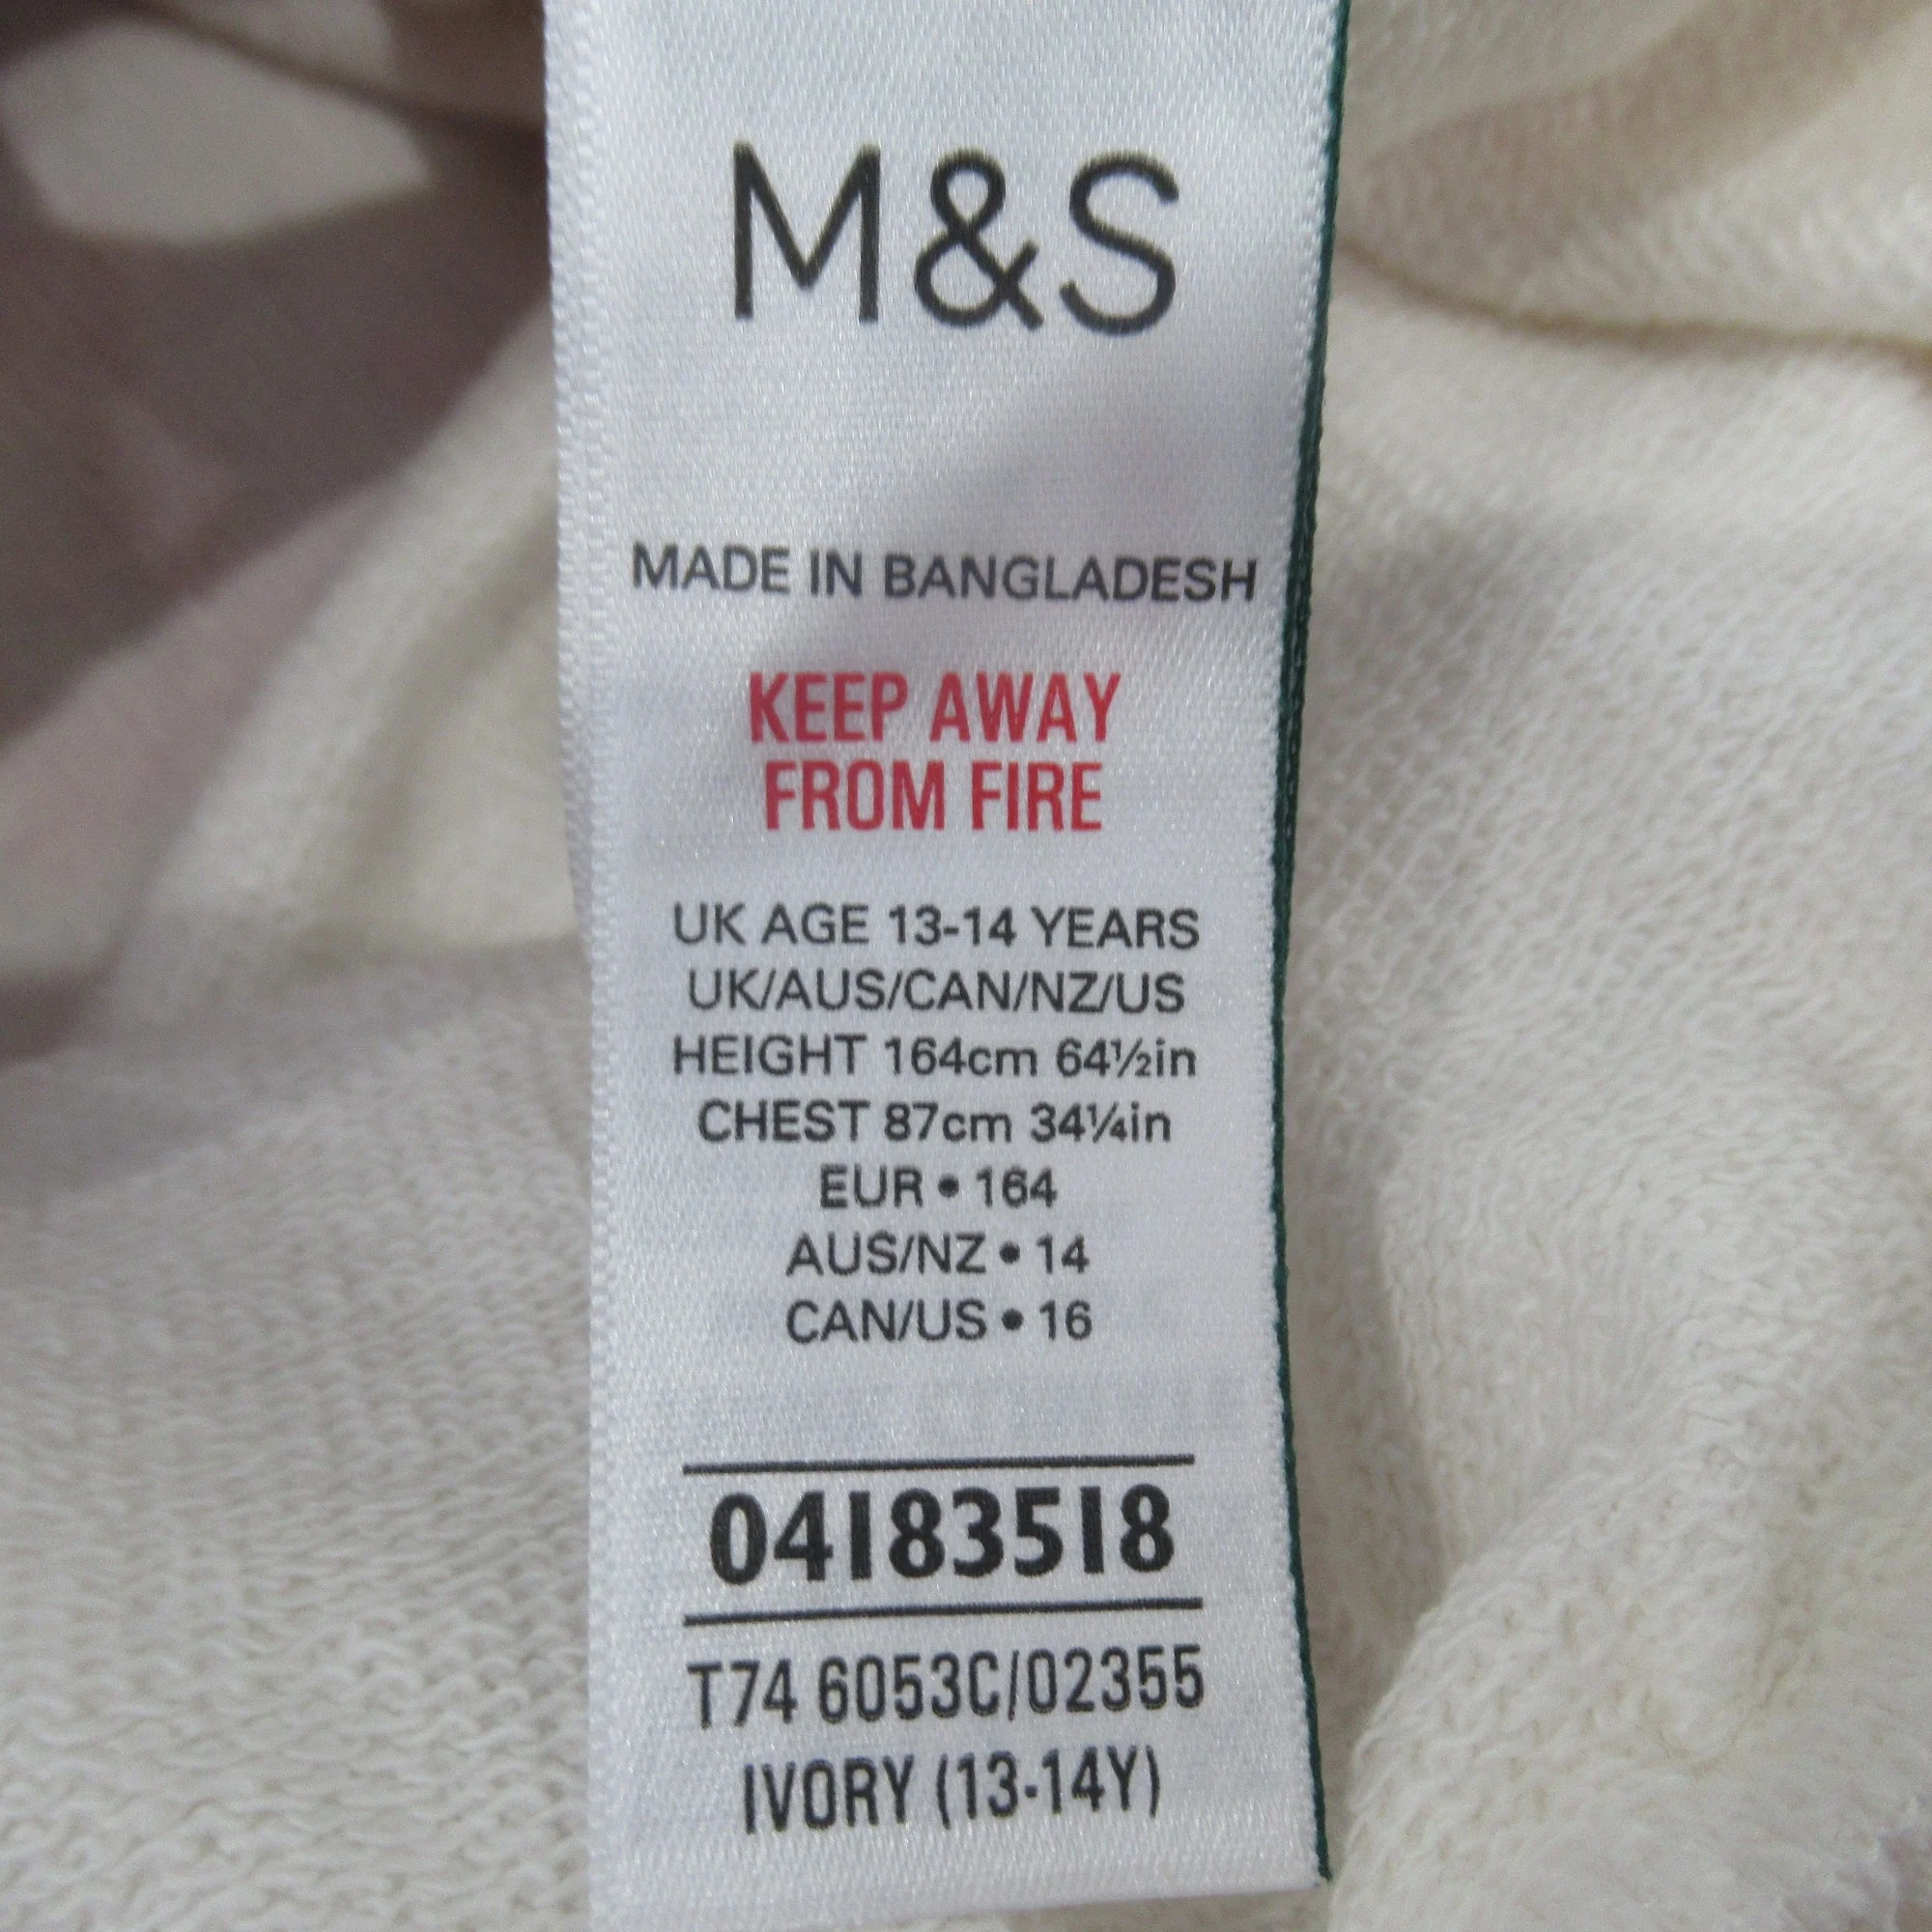 M&S
MADE IN BANGLADESH
KEEP AWAY
FROM FIRE
UK AGE 13-14 YEARS
UK/AUS/CAN/NZ/US
HEIGHT 164cm 64½in
CHEST 87cm 34¼in
EUR • 164
AUS/NZ • 14
CAN/US • 16
04183518
T74 6053C/02355
IVORY (13-14Y)